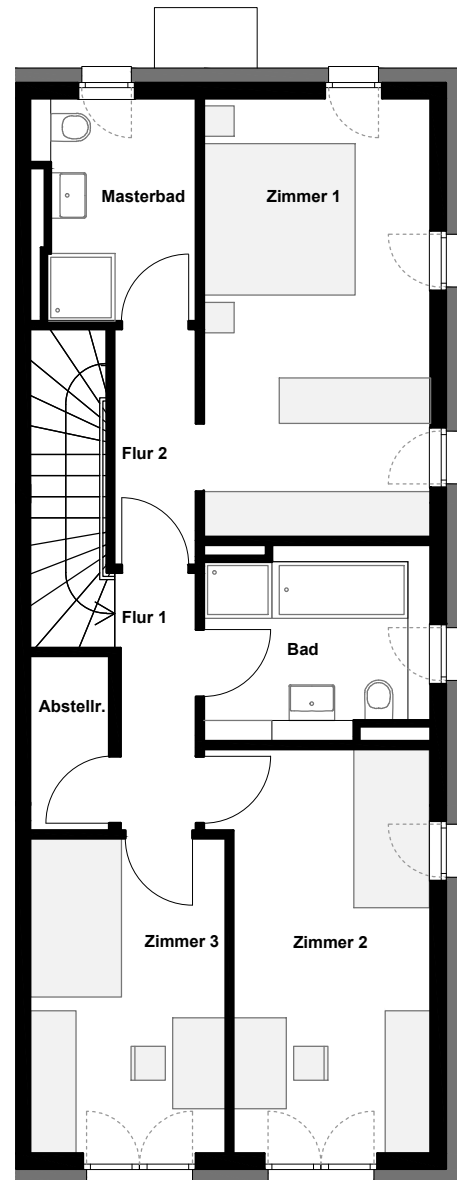 Masterbad
Zimmer 1
Flur 2
Flur 1
Bad
Abstellr.
Zimmer 3
Zimmer 2